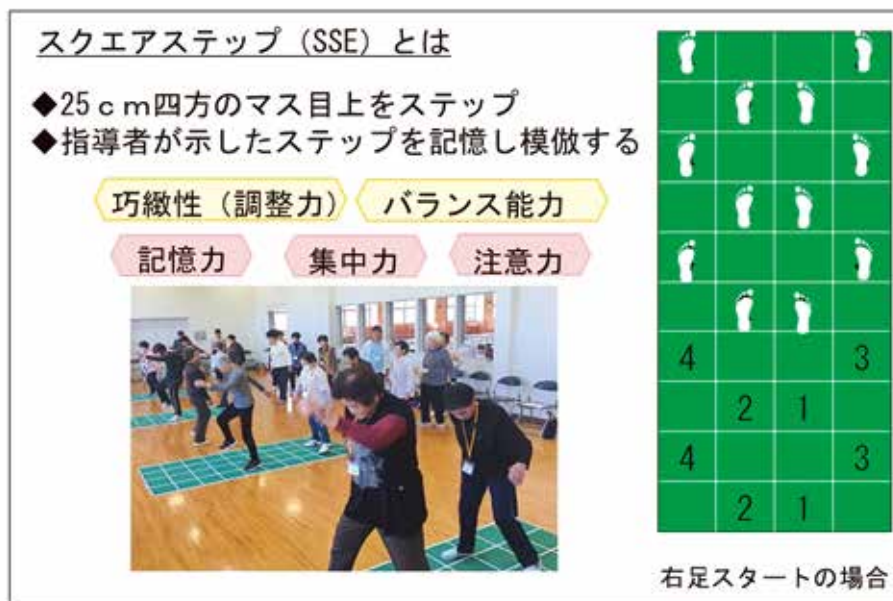 スクエアステップ（SSE）とは
◆25ｃｍ四方のマス目上をステップ
◆指導者が示したステップを記憶し模倣する
巧緻性（調整力）
バランス能力
記憶力
集中力
注意力
4 3
2 1
4 3
2 1
右足スタートの場合